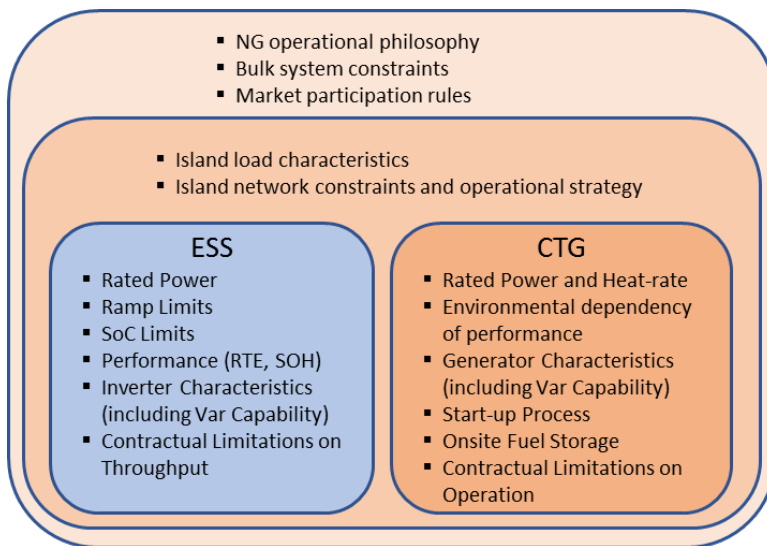 ▪ NG operational philosophy
▪ Bulk system constraints
▪ Market participation rules
▪ Island load characteristics
▪ Island network constraints and operational strategy
ESS
▪ Rated Power
▪ Ramp Limits
▪ SoC Limits
▪ Performance (RTE, SOH)
▪ Inverter Characteristics
(including Var Capability)
▪ Contractual Limitations on
Throughput
CTG
▪ Rated Power and Heat-rate
▪ Environmental dependency
of performance
▪ Generator Characteristics
(including Var Capability)
▪ Start-up Process
▪ Onsite Fuel Storage
▪ Contractual Limitations on
Operation